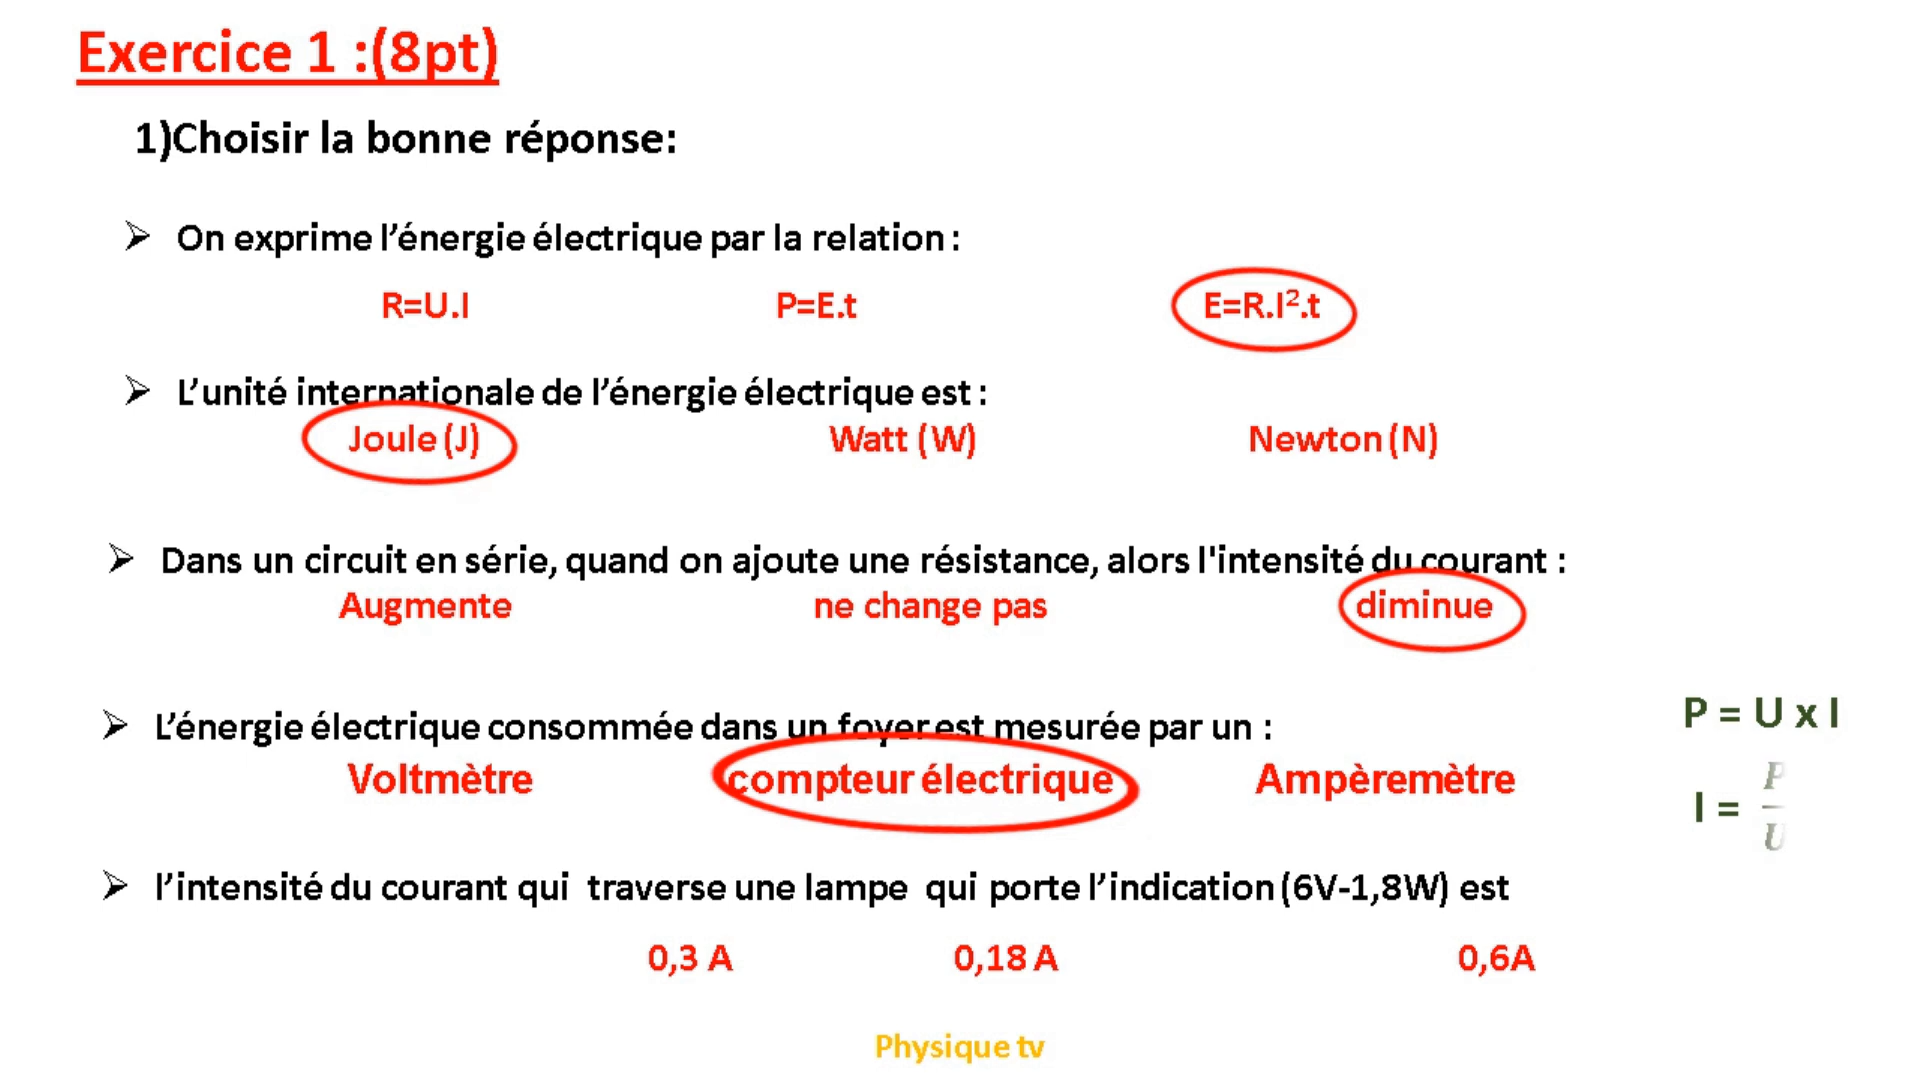 Exercice 1 :(8pt)
1)Choisir la bonne réponse:
➢ On exprime l’énergie électrique par la relation :
R=U.I P=E.t E=R.I².t
➢ L’unité internationale de l’énergie électrique est :
Joule (J) Watt (W) Newton (N)
➢ Dans un circuit en série, quand on ajoute une résistance, alors l'intensité du courant :
Augmente ne change pas diminue
➢ L’énergie électrique consommée dans un foyer est mesurée par un :
Voltmètre compteur électrique Ampèremètre
P = U x I
I = P/U
➢ l’intensité du courant qui traverse une lampe qui porte l’indication (6V-1,8W) est
0,3 A 0,18 A 0,6A
Physique tv